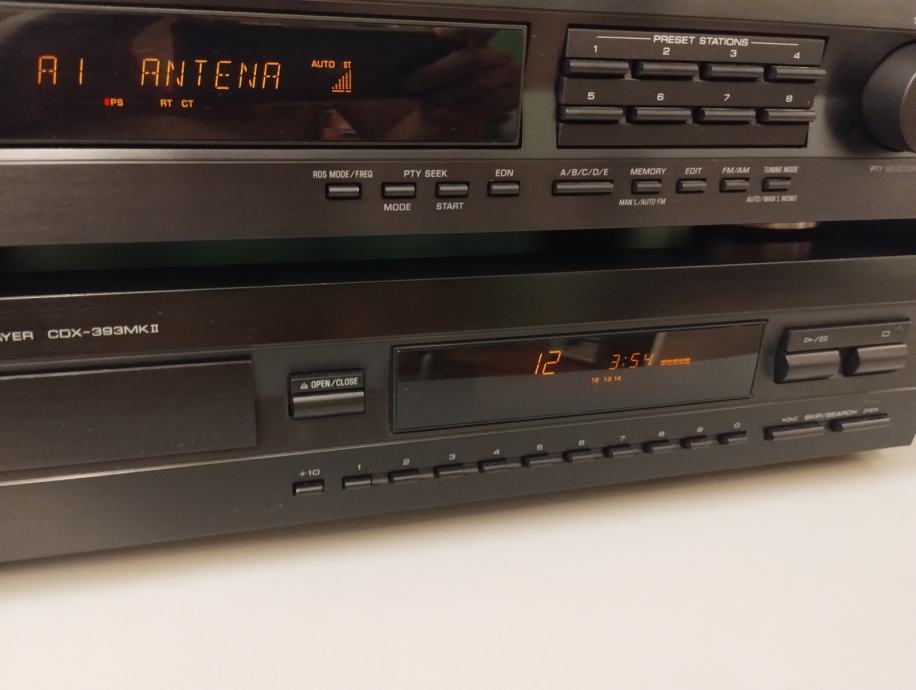 A1 ANTENA AUTO ST
PS RT CT
PRESET STATIONS
1 2 3 4
5 6 7 8
RDS MODE/FREQ PTY SEEK EON A/B/C/D/E MEMORY EDIT FM/AM TUNING MODE
MODE START MAN'L/AUTO FM AUTO/MAN'L MONO
PTY SELECTOR
AYER CDX-393MKII
OPEN/CLOSE
12 3:54
12 13 14
+10 1 2 3 4 5 6 7 8 9 0
SKIP/SEARCH